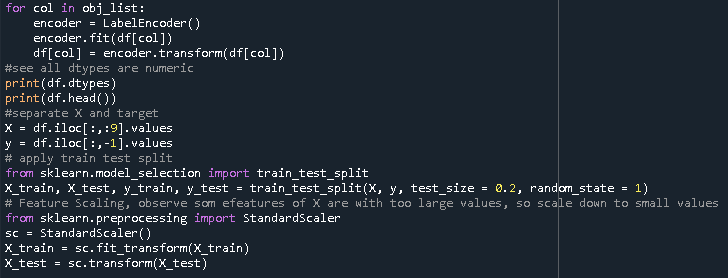 for col in obj_list:
    encoder = LabelEncoder()
    encoder.fit(df[col])
    df[col] = encoder.transform(df[col])
#see all dtypes are numeric
print(df.dtypes)
print(df.head())
#separate X and target
X = df.iloc[:,:9].values
y = df.iloc[:,-1].values
# apply train test split
from sklearn.model_selection import train_test_split
X_train, X_test, y_train, y_test = train_test_split(X, y, test_size = 0.2, random_state = 1)
# Feature Scaling, observe som efeatures of X are with too large values, so scale down to small values
from sklearn.preprocessing import StandardScaler
sc = StandardScaler()
X_train = sc.fit_transform(X_train)
X_test = sc.transform(X_test)